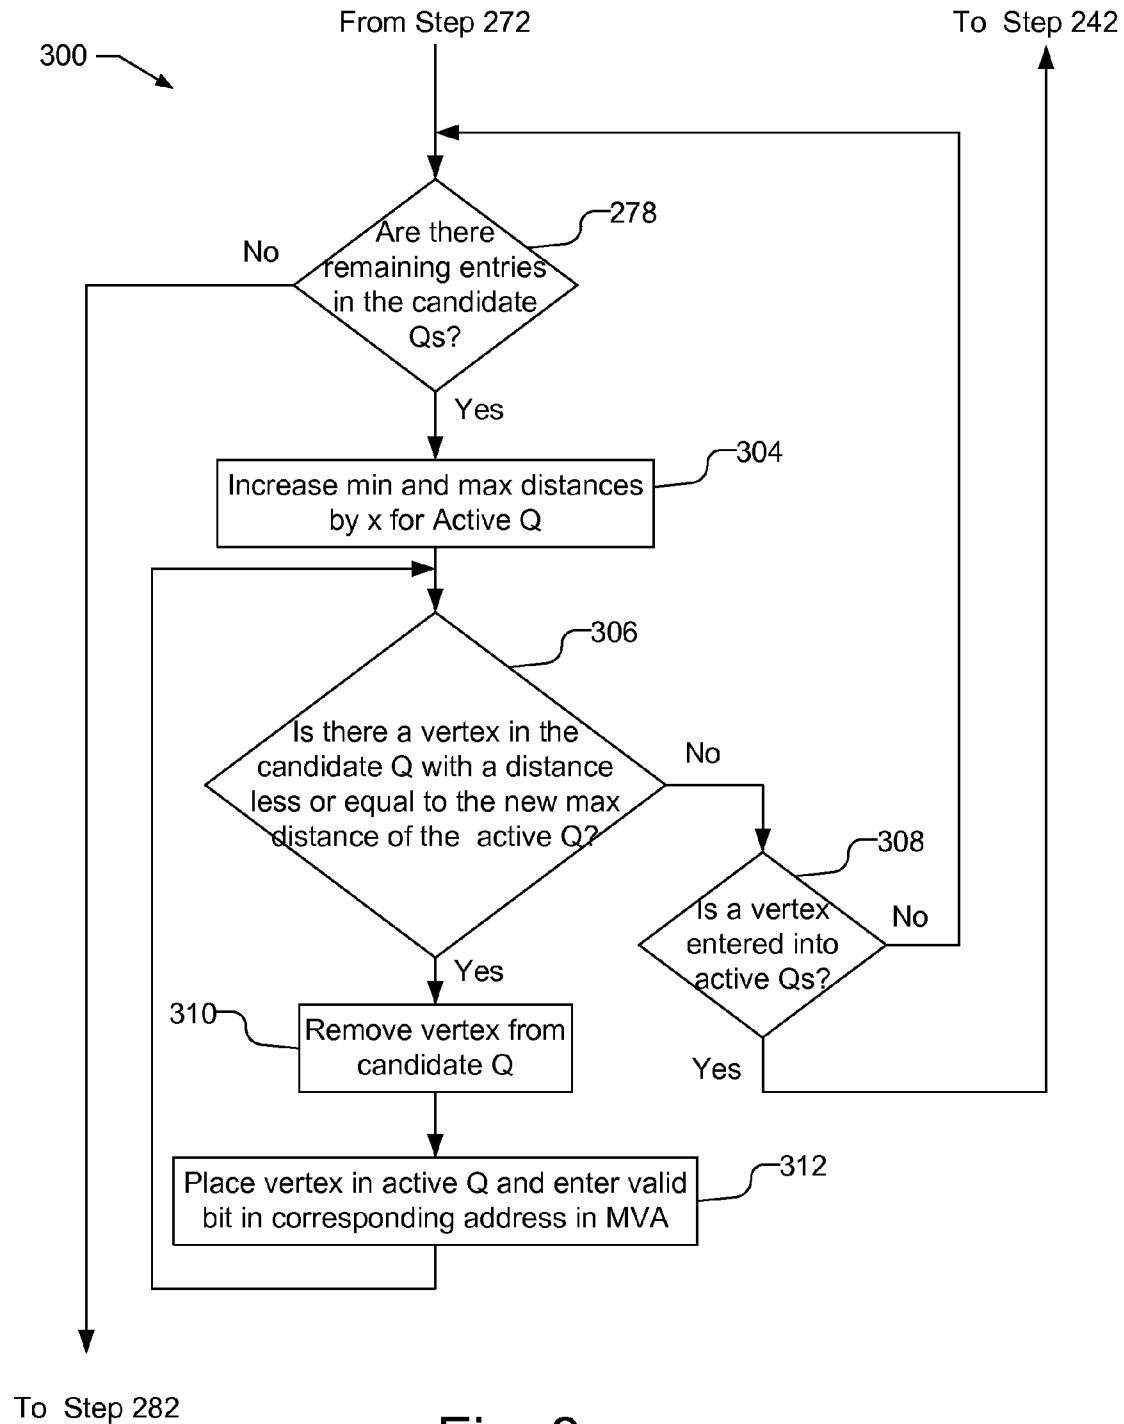 From Step 272
To Step 242
300
278
Are there
remaining entries
in the candidate
Qs?
No
Yes
304
Increase min and max distances
by x for Active Q
306
Is there a vertex in the
candidate Q with a distance
less or equal to the new max
distance of the active Q?
No
308
Is a vertex
entered into
active Qs?
No
Yes
Yes
310
Remove vertex from
candidate Q
312
Place vertex in active Q and enter valid
bit in corresponding address in MVA
To Step 282